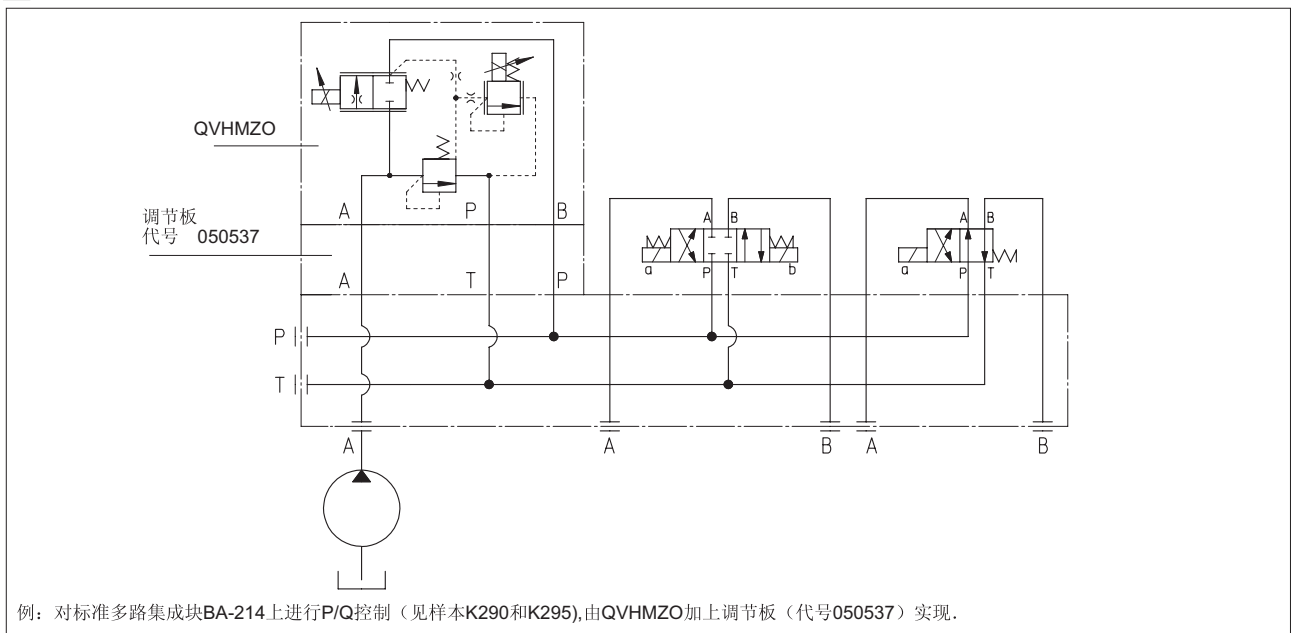 QVHMZO
调节板
代号 050537
A P B
A T P
A B
a P T b
A B
a P T
P
T
A A B A B
例：对标准多路集成块BA-214上进行P/Q控制（见样本K290和K295),由QVHMZO加上调节板（代号050537）实现.